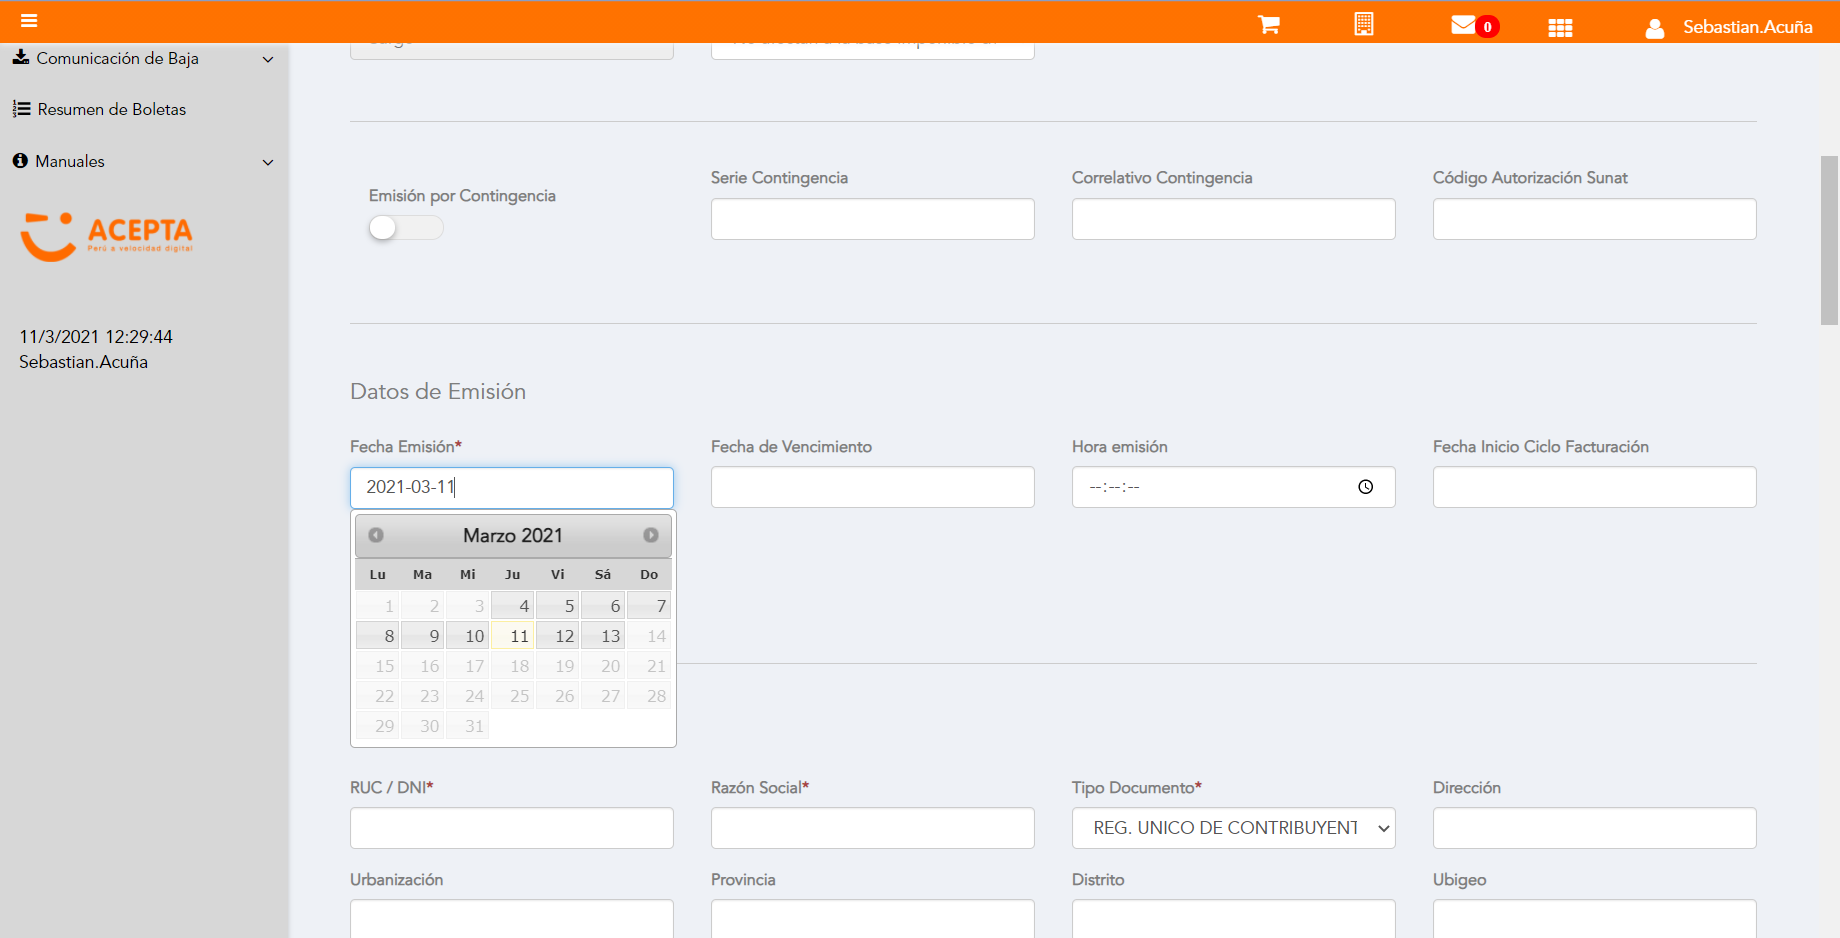 0
Sebastian.Acuña
Comunicación de Baja
Resumen de Boletas
Manuales
ACEPTA
Perú a velocidad digital
11/3/2021 12:29:44
Sebastian.Acuña
Emisión por Contingencia
Serie Contingencia
Correlativo Contingencia
Código Autorización Sunat
Datos de Emisión
Fecha Emisión*
Fecha de Vencimiento
Hora emisión
Fecha Inicio Ciclo Facturación
2021-03-11
--:--:--
Marzo 2021
Lu Ma Mi Ju Vi Sá Do
1 2 3 4 5 6 7
8 9 10 11 12 13 14
15 16 17 18 19 20 21
22 23 24 25 26 27 28
29 30 31
RUC / DNI*
Razón Social*
Tipo Documento*
Dirección
REG. UNICO DE CONTRIBUYENT
Urbanización
Provincia
Distrito
Ubigeo